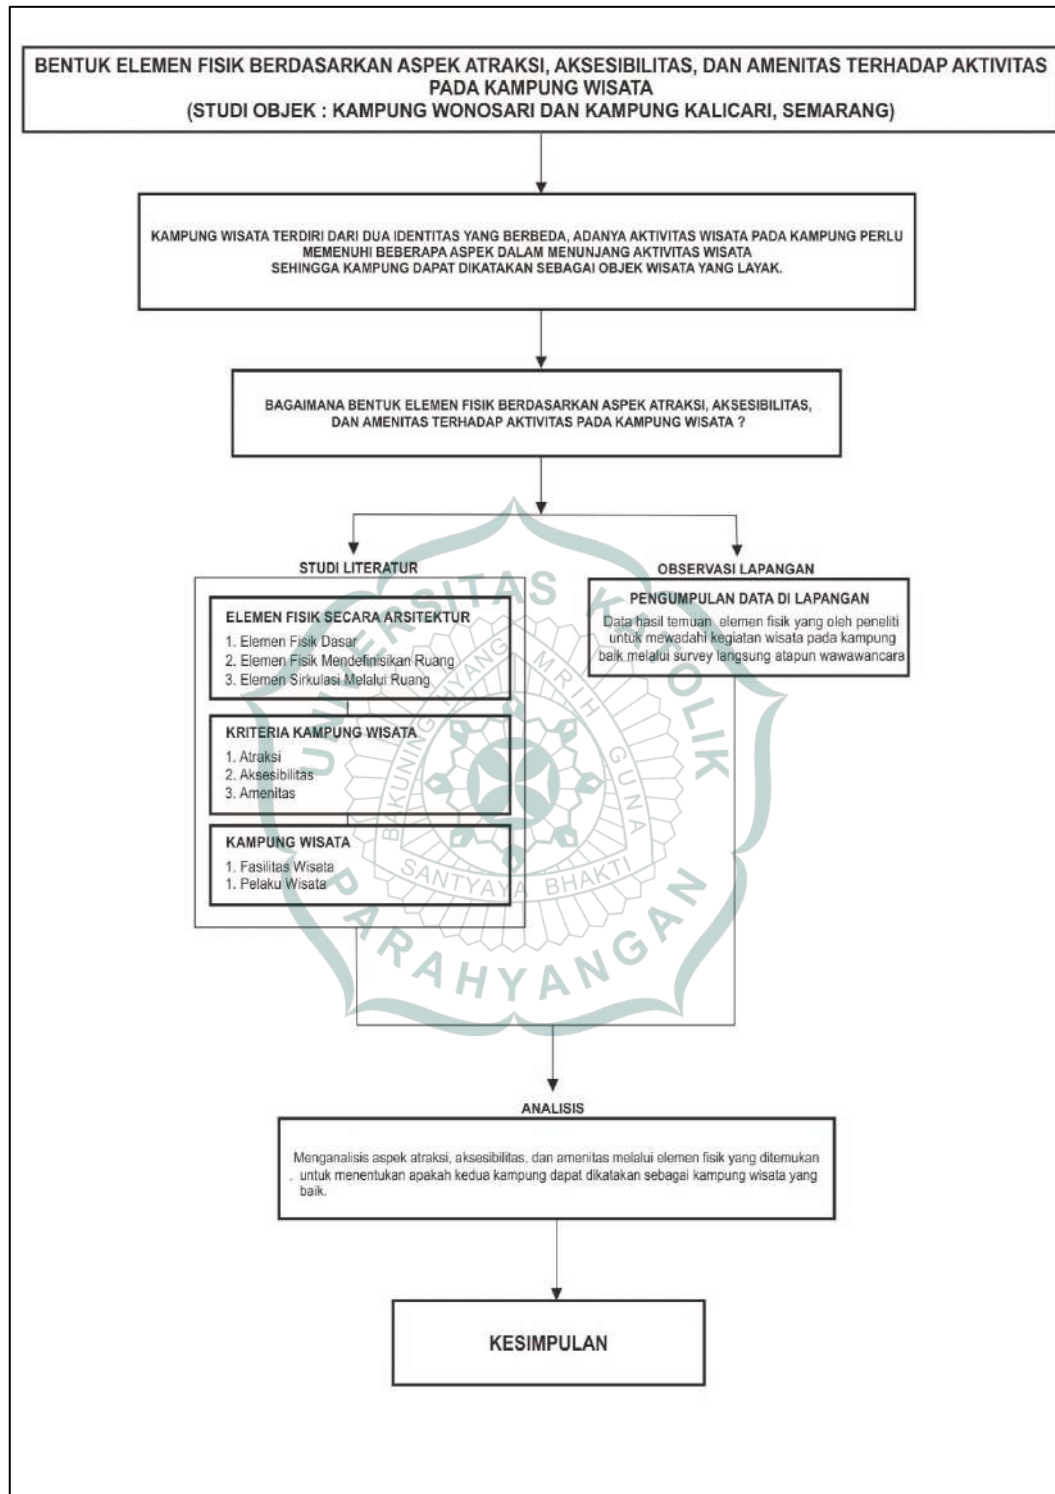 BENTUK ELEMEN FISIK BERDASARKAN ASPEK ATRAKSI, AKSESIBILITAS, DAN AMENITAS TERHADAP AKTIVITAS
PADA KAMPUNG WISATA
(STUDI OBJEK : KAMPUNG WONOSARI DAN KAMPUNG KALICARI, SEMARANG)
KAMPUNG WISATA TERDIRI DARI DUA IDENTITAS YANG BERBEDA, ADANYA AKTIVITAS WISATA PADA KAMPUNG PERLU
MEMENUHI BEBERAPA ASPEK DALAM MENUNJANG AKTIVITAS WISATA
SEHINGGA KAMPUNG DAPAT DIKATAKAN SEBAGAI OBJEK WISATA YANG LAYAK.
BAGAIMANA BENTUK ELEMEN FISIK BERDASARKAN ASPEK ATRAKSI, AKSESIBILITAS,
DAN AMENITAS TERHADAP AKTIVITAS PADA KAMPUNG WISATA ?
STUDI LITERATUR
ELEMEN FISIK SECARA ARSITEKTUR
1. Elemen Fisik Dasar
2. Elemen Fisik Mendefinisikan Ruang
3. Elemen Sirkulasi Melalui Ruang
KRITERIA KAMPUNG WISATA
1. Atraksi
2. Aksesibilitas
3. Amenitas
KAMPUNG WISATA
1. Fasilitas Wisata
1. Pelaku Wisata
OBSERVASI LAPANGAN
PENGUMPULAN DATA DI LAPANGAN
Data hasil temuan elemen fisik yang oleh peneliti
untuk mewadahi kegiatan wisata pada kampung
baik melalui survey langsung atapun wawawancara
UNIVERSITAS KATOLIK
PARAHYANGAN
BAKUNING HYANG MRIH GUNA
SANTYAYA BHAKTI
ANALISIS
Menganalisis aspek atraksi, aksesibilitas, dan amenitas melalui elemen fisik yang ditemukan
. untuk menentukan apakah kedua kampung dapat dikatakan sebagai kampung wisata yang
baik.
KESIMPULAN